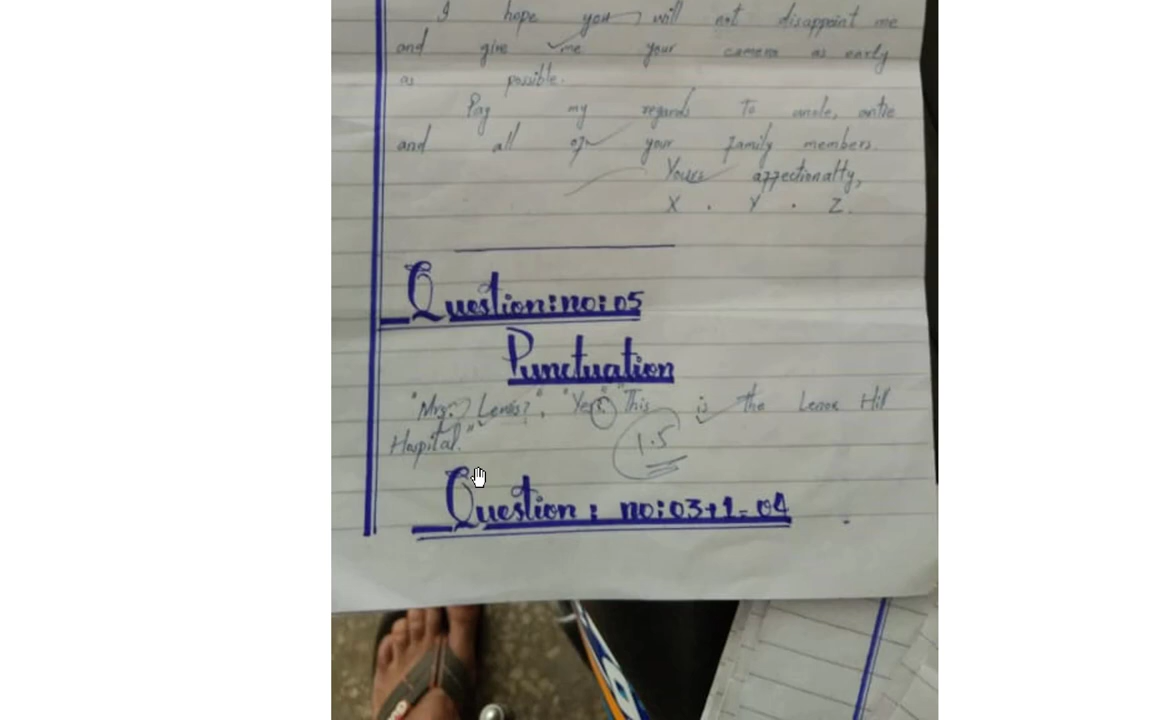 I hope you will not disappoint me
and give me your camera as early
as possible.
Pay my regards to uncle, antie
and all of your family members.
Yours affectionatly,
X . Y . Z.
Question:no:05
Punctuation
"Mrs. Lewis?", "Yes." "This is the Lenox Hill
Hospital."
1.5
Question: no:03+1=04